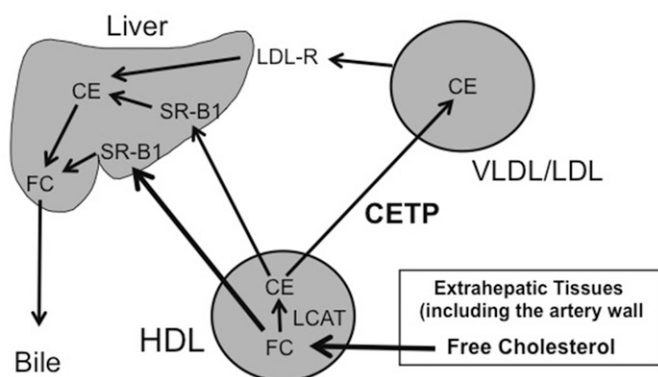 Liver
LDL-R
CE
CE
SR-B1
SR-B1
FC
VLDL/LDL
CETP
CE
LCAT
HDL
FC
Bile
Extrahepatic Tissues
(including the artery wall
Free Cholesterol